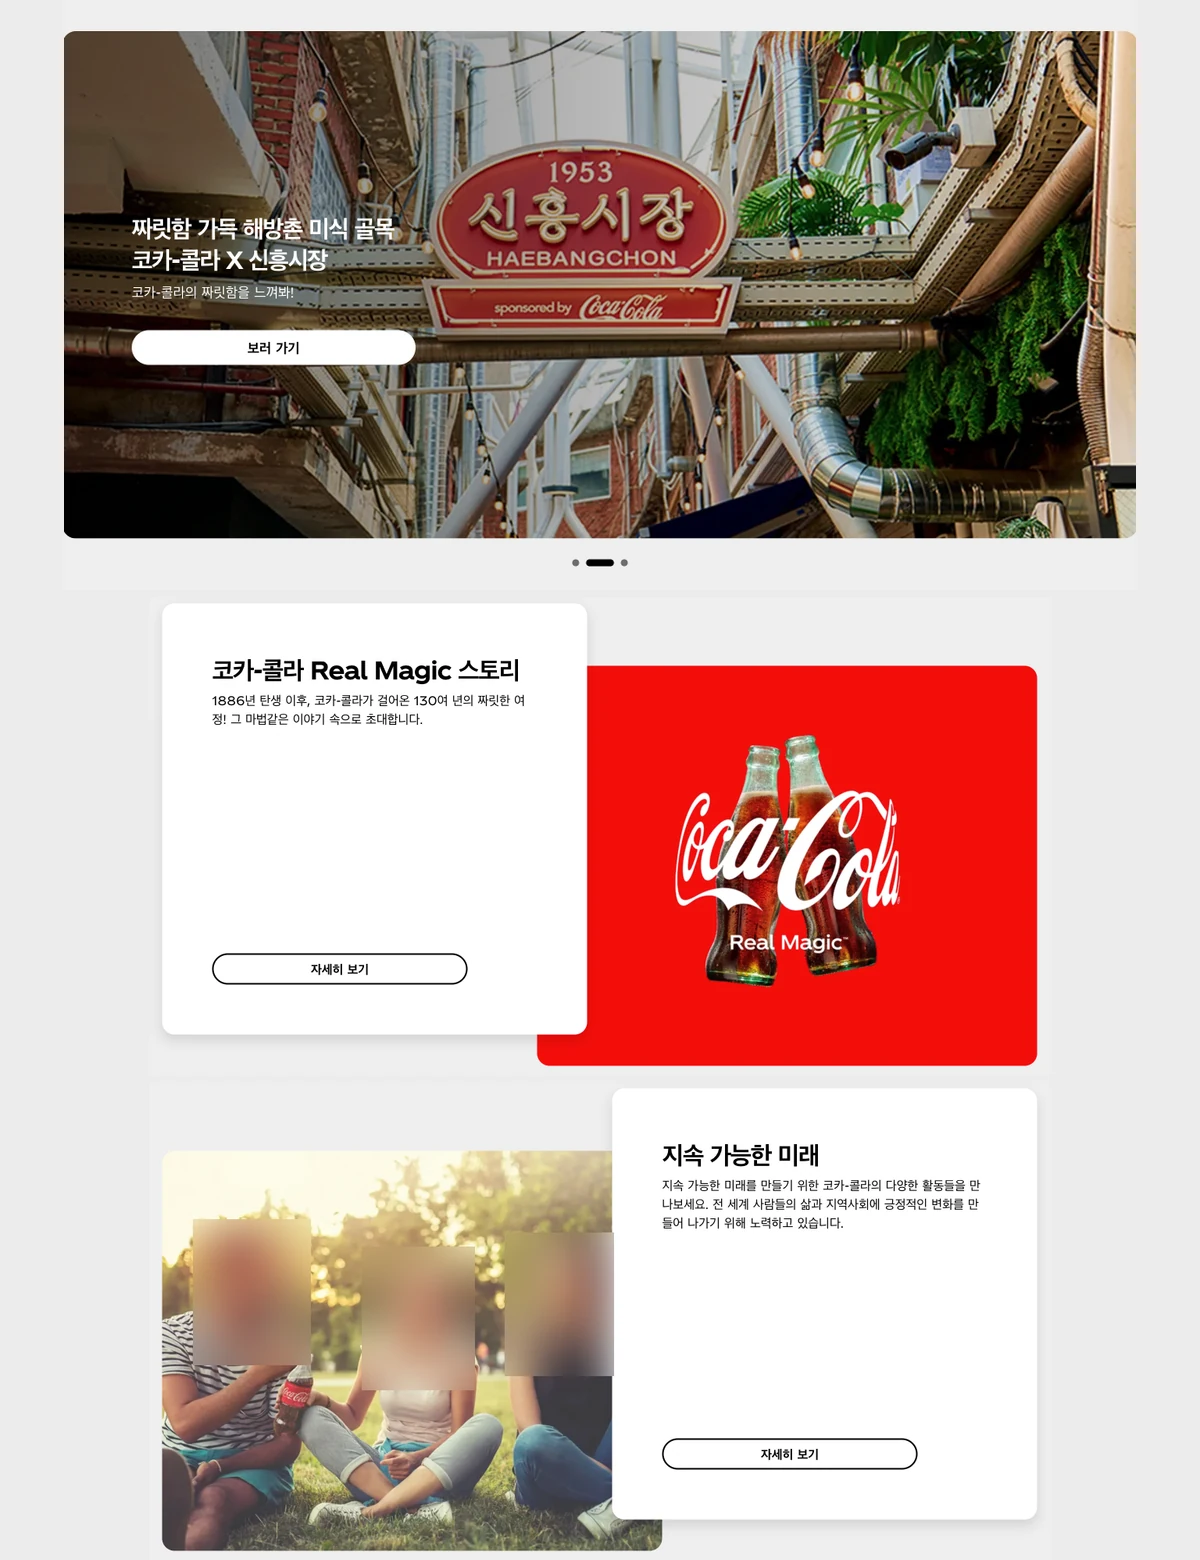 1953
신흥시장
HAEBANGCHON
sponsored by Coca-Cola
짜릿함 가득 해방촌 미식 골목
코카-콜라 X 신흥시장
코카-콜라의 짜릿함을 느껴봐!
보러 가기
코카-콜라 Real Magic 스토리
1886년 탄생 이후, 코카-콜라가 걸어온 130여 년의 짜릿한 여
정! 그 마법같은 이야기 속으로 초대합니다.
자세히 보기
Coca-Cola
Real Magic™
지속 가능한 미래
지속 가능한 미래를 만들기 위한 코카-콜라의 다양한 활동들을 만
나보세요. 전 세계 사람들의 삶과 지역사회에 긍정적인 변화를 만
들어 나가기 위해 노력하고 있습니다.
자세히 보기
Coca-Cola